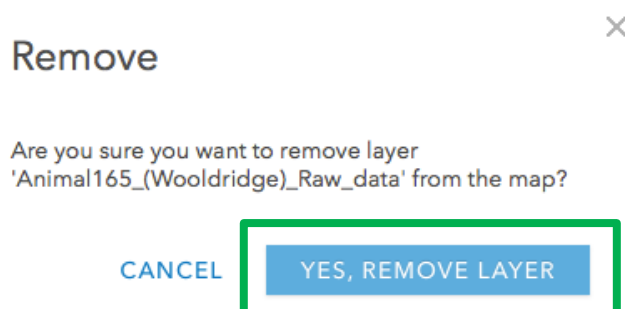 Remove
Are you sure you want to remove layer
'Animal165_(Wooldridge)_Raw_data' from the map?
CANCEL YES, REMOVE LAYER